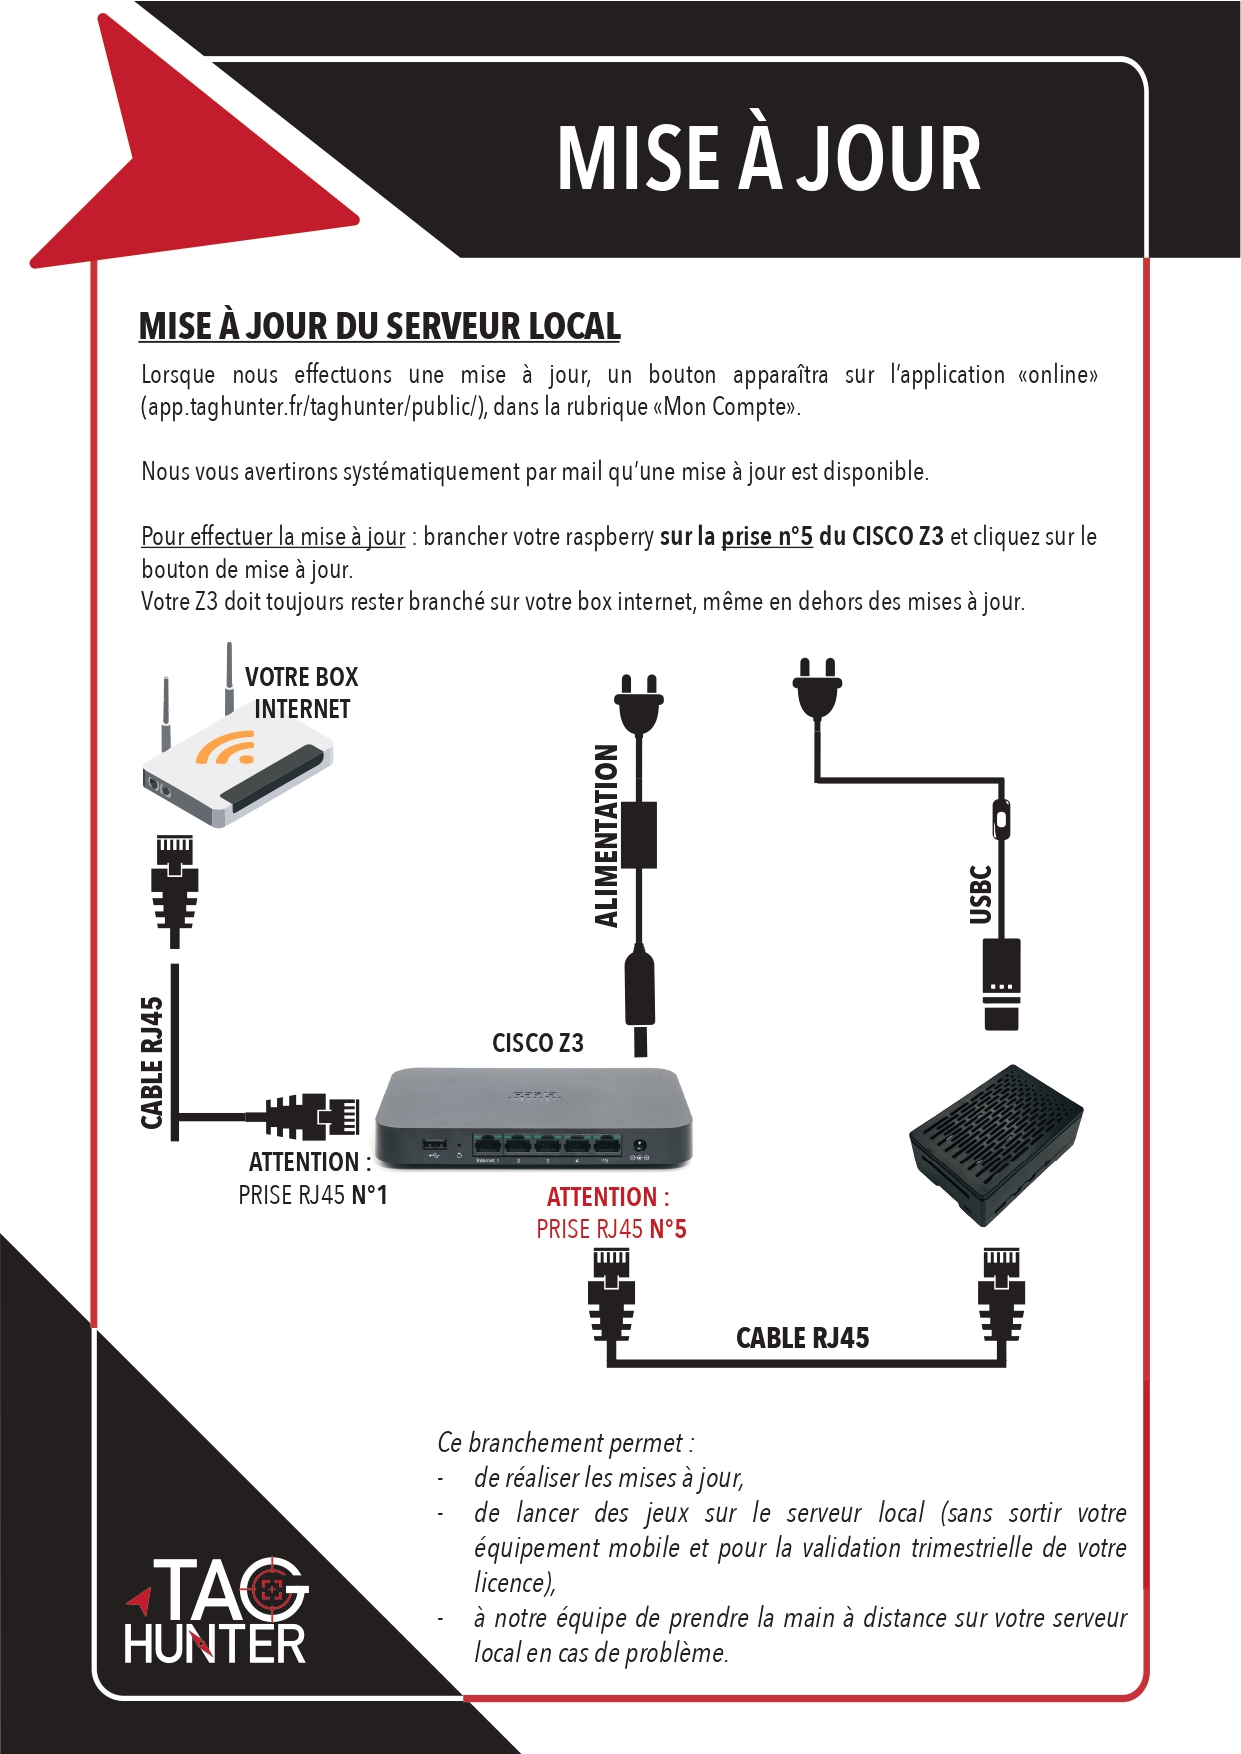 MISE À JOUR
MISE À JOUR DU SERVEUR LOCAL
Lorsque nous effectuons une mise à jour, un bouton apparaîtra sur l’application «online»
(app.taghunter.fr/taghunter/public/), dans la rubrique «Mon Compte».
Nous vous avertirons systématiquement par mail qu’une mise à jour est disponible.
Pour effectuer la mise à jour : brancher votre raspberry sur la prise n°5 du CISCO Z3 et cliquez sur le
bouton de mise à jour.
Votre Z3 doit toujours rester branché sur votre box internet, même en dehors des mises à jour.
VOTRE BOX
INTERNET
ALIMENTATION
USBC
CABLE RJ45
CISCO Z3
Internet 1 2 3 4
ATTENTION :
PRISE RJ45 N°1
ATTENTION :
PRISE RJ45 N°5
CABLE RJ45
Ce branchement permet :
- de réaliser les mises à jour,
- de lancer des jeux sur le serveur local (sans sortir votre
équipement mobile et pour la validation trimestrielle de votre
licence),
- à notre équipe de prendre la main à distance sur votre serveur
local en cas de problème.
TAG
HUNTER